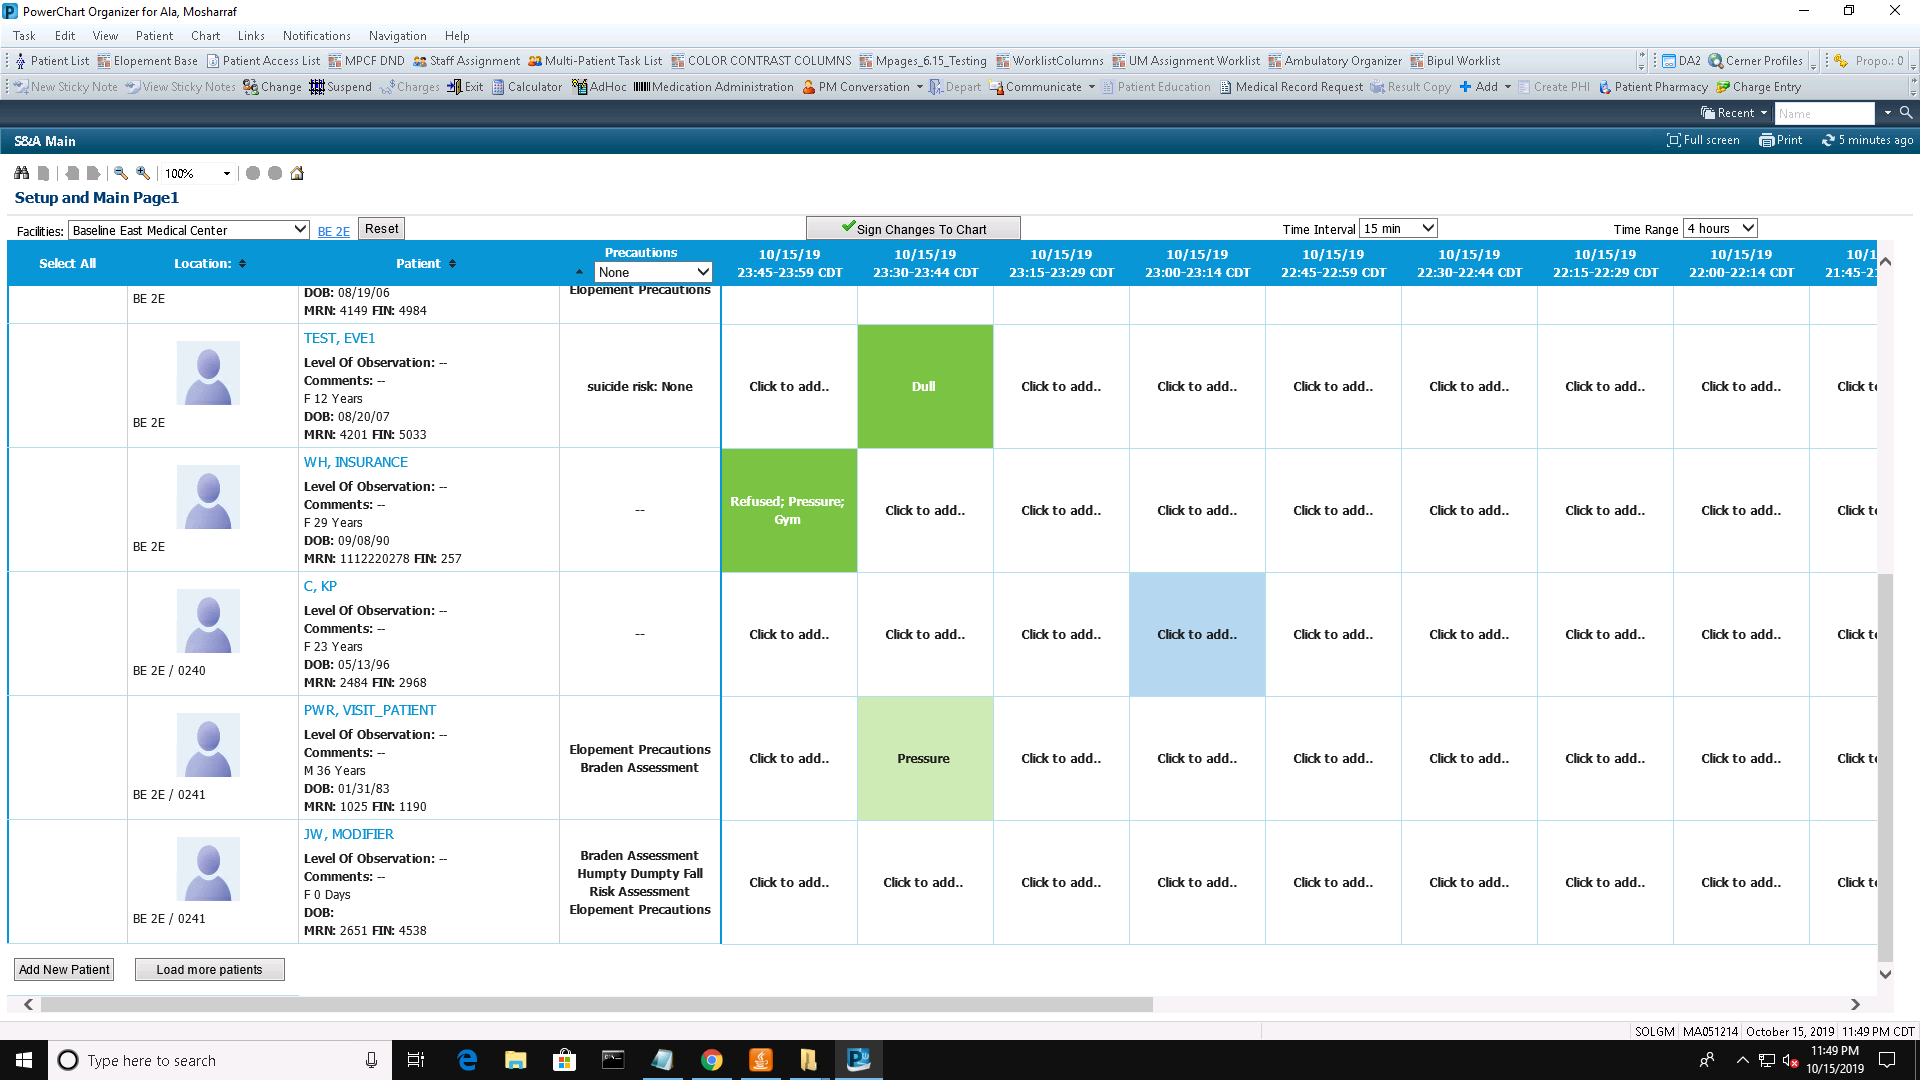 PowerChart Organizer for Ala, Mosharraf
Task Edit View Patient Chart Links Notifications Navigation Help
Patient List Elopement Base Patient Access List MPCF DND Staff Assignment Multi-Patient Task List COLOR CONTRAST COLUMNS Mpages_6.15_Testing WorklistColumns UM Assignment Worklist Ambulatory Organizer Bipul Worklist DA2 Cerner Profiles Propo.: 0
New Sticky Note View Sticky Notes Change Suspend Charges Exit Calculator AdHoc Medication Administration PM Conversation Depart Communicate Patient Education Medical Record Request Result Copy Add Create PHI Patient Pharmacy Charge Entry
Recent Name
S&A Main Full screen Print 5 minutes ago
100%
Setup and Main Page1
Facilities: Baseline East Medical Center BE 2E Reset Sign Changes To Chart Time Interval 15 min Time Range 4 hours
Select All Location: Patient Precautions None
10/15/19 10/15/19 10/15/19 10/15/19 10/15/19 10/15/19 10/15/19 10/15/19 10/1
23:45-23:59 CDT 23:30-23:44 CDT 23:15-23:29 CDT 23:00-23:14 CDT 22:45-22:59 CDT 22:30-22:44 CDT 22:15-22:29 CDT 22:00-22:14 CDT 21:45-2
BE 2E
DOB: 08/19/06
MRN: 4149 FIN: 4984
Elopement Precautions
BE 2E
TEST, EVE1
Level Of Observation: --
Comments: --
F 12 Years
DOB: 08/20/07
MRN: 4201 FIN: 5033
suicide risk: None
Click to add.. Dull Click to add.. Click to add.. Click to add.. Click to add.. Click to add.. Click to add.. Click t
BE 2E
WH, INSURANCE
Level Of Observation: --
Comments: --
F 29 Years
DOB: 09/08/90
MRN: 1112220278 FIN: 257
--
Refused; Pressure;
Gym
Click to add.. Click to add.. Click to add.. Click to add.. Click to add.. Click to add.. Click to add.. Click t
BE 2E / 0240
C, KP
Level Of Observation: --
Comments: --
F 23 Years
DOB: 05/13/96
MRN: 2484 FIN: 2968
--
Click to add.. Click to add.. Click to add.. Click to add.. Click to add.. Click to add.. Click to add.. Click to add.. Click t
BE 2E / 0241
PWR, VISIT_PATIENT
Level Of Observation: --
Comments: --
M 36 Years
DOB: 01/31/83
MRN: 1025 FIN: 1190
Elopement Precautions
Braden Assessment
Click to add.. Pressure Click to add.. Click to add.. Click to add.. Click to add.. Click to add.. Click to add.. Click t
BE 2E / 0241
JW, MODIFIER
Level Of Observation: --
Comments: --
F 0 Days
DOB:
MRN: 2651 FIN: 4538
Braden Assessment
Humpty Dumpty Fall
Risk Assessment
Elopement Precautions
Click to add.. Click to add.. Click to add.. Click to add.. Click to add.. Click to add.. Click to add.. Click to add.. Click t
Add New Patient Load more patients
SOLGM MA051214 October 15, 2019 11:49 PM CDT
Type here to search
11:49 PM
10/15/2019